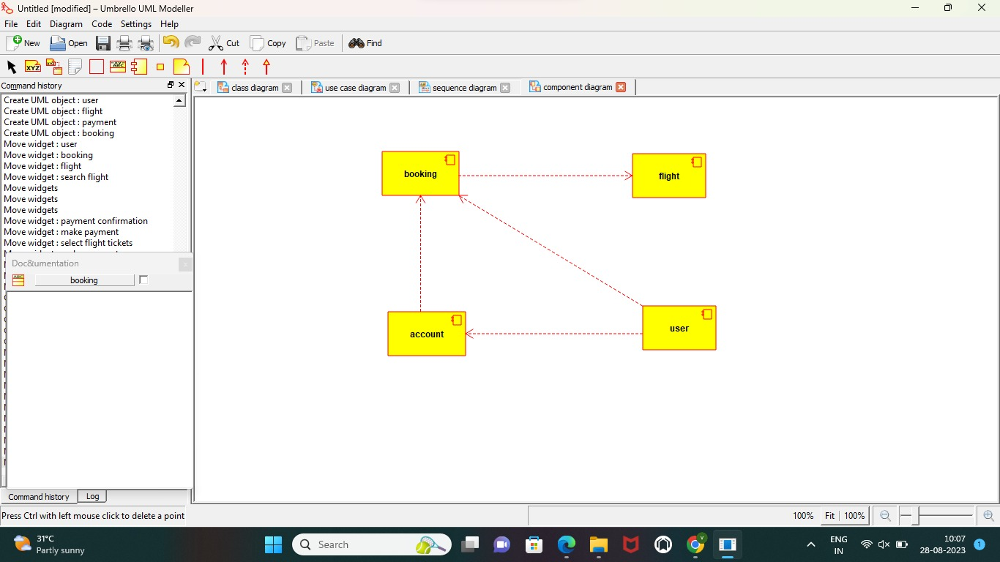 Untitled [modified] – Umbrello UML Modeller
File Edit Diagram Code Settings Help
New Open Cut Copy Paste Find
XYZ XYZ ABC
Command history
class diagram use case diagram sequence diagram component diagram
Create UML object : user
Create UML object : flight
Create UML object : payment
Create UML object : booking
Move widget : user
Move widget : booking
Move widget : flight
Move widget : search flight
Move widgets
Move widgets
Move widgets
Move widget : payment confirmation
Move widget : make payment
Move widget : select flight tickets
Doc&umentation
ABC booking
booking
flight
account
user
Command history Log
Press Ctrl with left mouse click to delete a point
100% Fit 100%
31°C
Partly sunny
Search
ENG
IN
10:07
28-08-2023
1